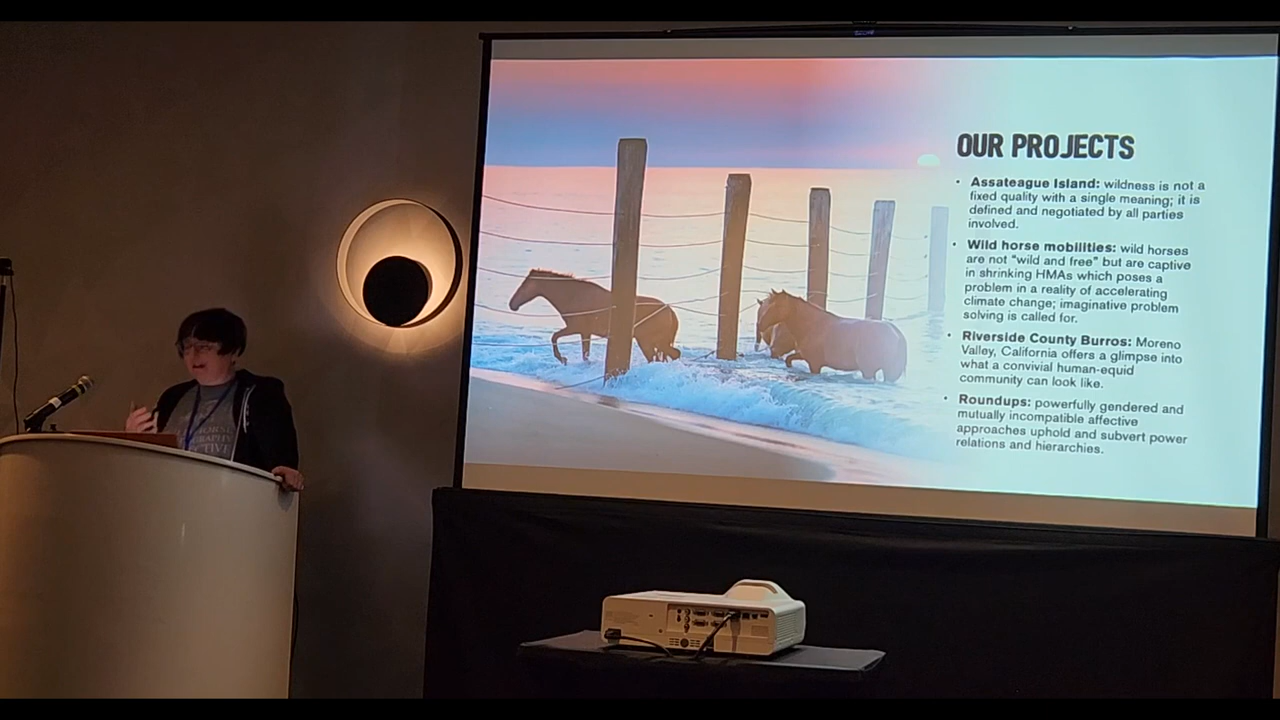 OUR PROJECTS
• Assateague Island: wildness is not a
fixed quality with a single meaning; it is
defined and negotiated by all parties
involved.
• Wild horse mobilities: wild horses
are not "wild and free" but are captive
in shrinking HMAs which poses a
problem in a reality of accelerating
climate change; imaginative problem
solving is called for.
• Riverside County Burros: Moreno
Valley, California offers a glimpse into
what a convivial human-equid
community can look like.
• Roundups: powerfully gendered and
mutually incompatible affective
approaches uphold and subvert power
relations and hierarchies.